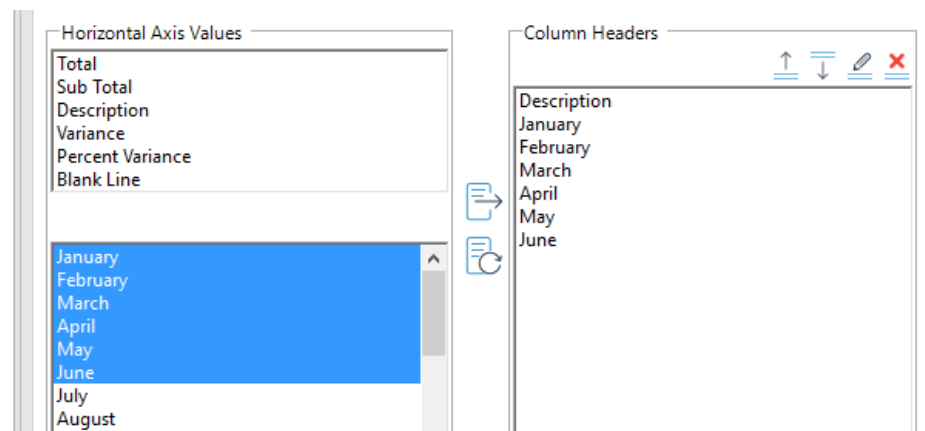 Horizontal Axis Values
Total
Sub Total
Description
Variance
Percent Variance
Blank Line
January
February
March
April
May
June
July
August
Column Headers
Description
January
February
March
April
May
June